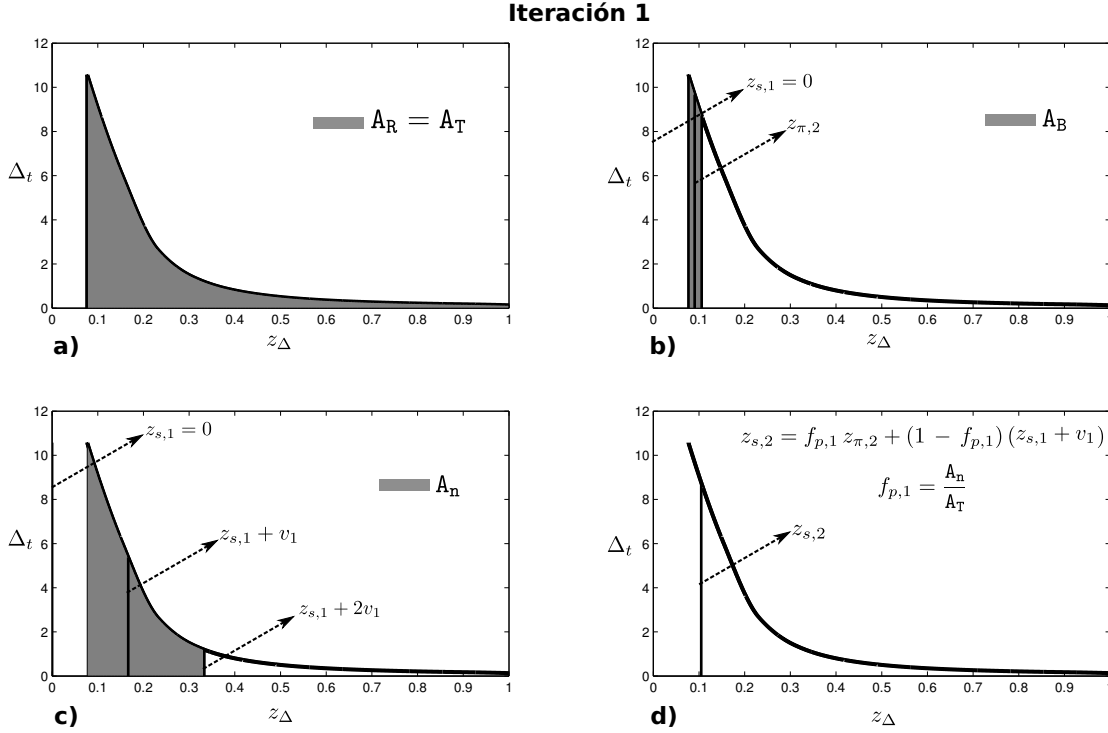 Iteración 1
12
10
8
6
4
2
0
Δ_t
A_R = A_T
0 0.1 0.2 0.3 0.4 0.5 0.6 0.7 0.8 0.9 1
z_Δ
a)
12
10
8
6
4
2
0
Δ_t
z_{s,1} = 0
z_{π,2}
A_B
0 0.1 0.2 0.3 0.4 0.5 0.6 0.7 0.8 0.9 1
z_Δ
b)
12
10
8
6
4
2
0
Δ_t
z_{s,1} = 0
A_n
z_{s,1} + v_1
z_{s,1} + 2v_1
0 0.1 0.2 0.3 0.4 0.5 0.6 0.7 0.8 0.9 1
z_Δ
c)
12
10
8
6
4
2
0
Δ_t
z_{s,2} = f_{p,1} z_{π,2} + (1 − f_{p,1}) (z_{s,1} + v_1)
f_{p,1} = A_n / A_T
z_{s,2}
0 0.1 0.2 0.3 0.4 0.5 0.6 0.7 0.8 0.9 1
z_Δ
d)